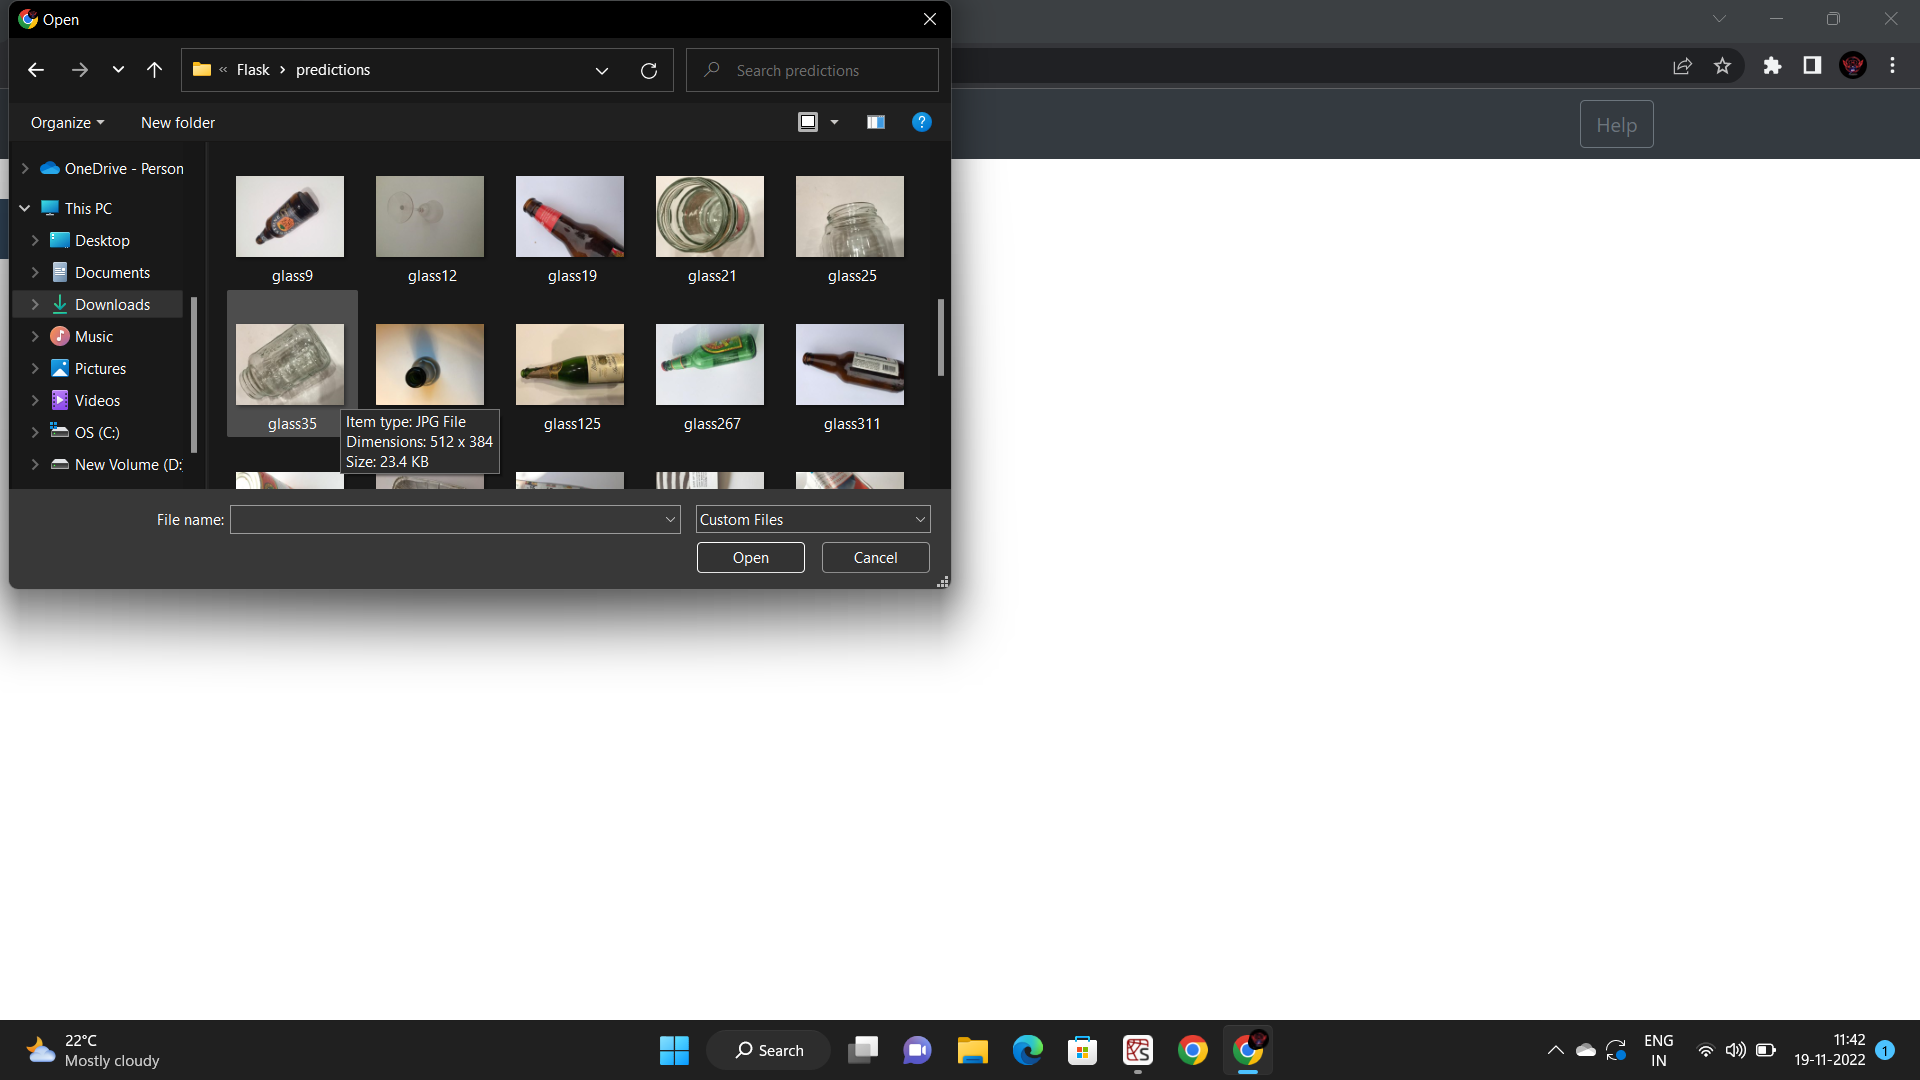 Open
« Flask > predictions
Search predictions
Help
Organize
New folder
OneDrive - Person
This PC
Desktop
Documents
Downloads
Music
Pictures
Videos
OS (C:)
New Volume (D:
glass9
glass12
glass19
glass21
glass25
glass35
glass125
glass267
glass311
Item type: JPG File
Dimensions: 512 x 384
Size: 23.4 KB
File name:
Custom Files
Open
Cancel
22°C
Mostly cloudy
Search
ENG
IN
11:42
19-11-2022
1